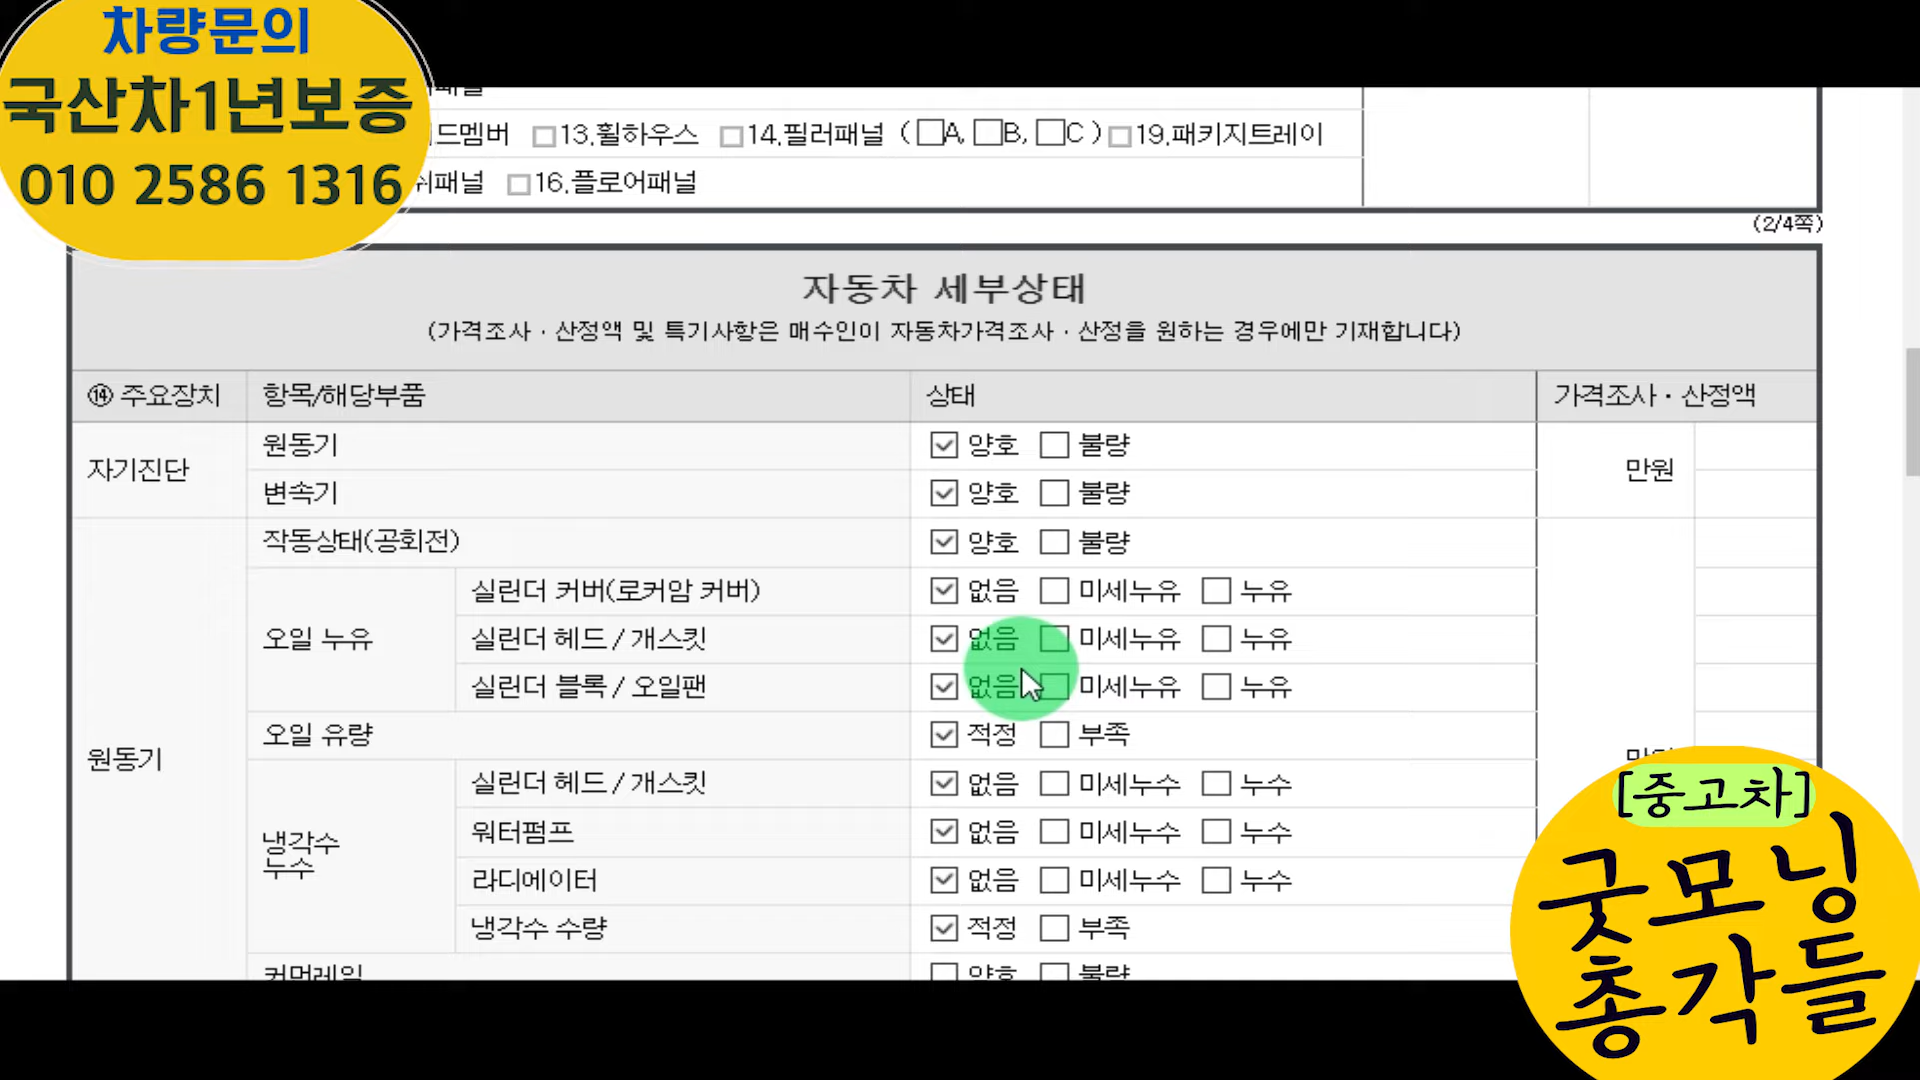 차량문의
국산차1년보증
010 2586 1316
패널
드멤버 □13.휠하우스 □14.필러패널 ( □A, □B, □C ) □19.패키지트레이
쉬패널 □16.플로어패널
(2/4쪽)
자동차 세부상태
(가격조사 · 산정액 및 특기사항은 매수인이 자동차가격조사 · 산정을 원하는 경우에만 기재합니다)
⑭ 주요장치 항목/해당부품 상태 가격조사 · 산정액
자기진단 원동기 ☑ 양호 □ 불량 만원
변속기 ☑ 양호 □ 불량
원동기 작동상태(공회전) ☑ 양호 □ 불량
오일 누유 실린더 커버(로커암 커버) ☑ 없음 □ 미세누유 □ 누유
실린더 헤드 / 개스킷 ☑ 없음 □ 미세누유 □ 누유
실린더 블록 / 오일팬 ☑ 없음 □ 미세누유 □ 누유
오일 유량 ☑ 적정 □ 부족
냉각수
누수
실린더 헤드 / 개스킷 ☑ 없음 □ 미세누수 □ 누수
워터펌프 ☑ 없음 □ 미세누수 □ 누수
라디에이터 ☑ 없음 □ 미세누수 □ 누수
냉각수 수량 ☑ 적정 □ 부족
커먼레일 □ 양호 □ 불량
[중고차]
굿모닝
총각들